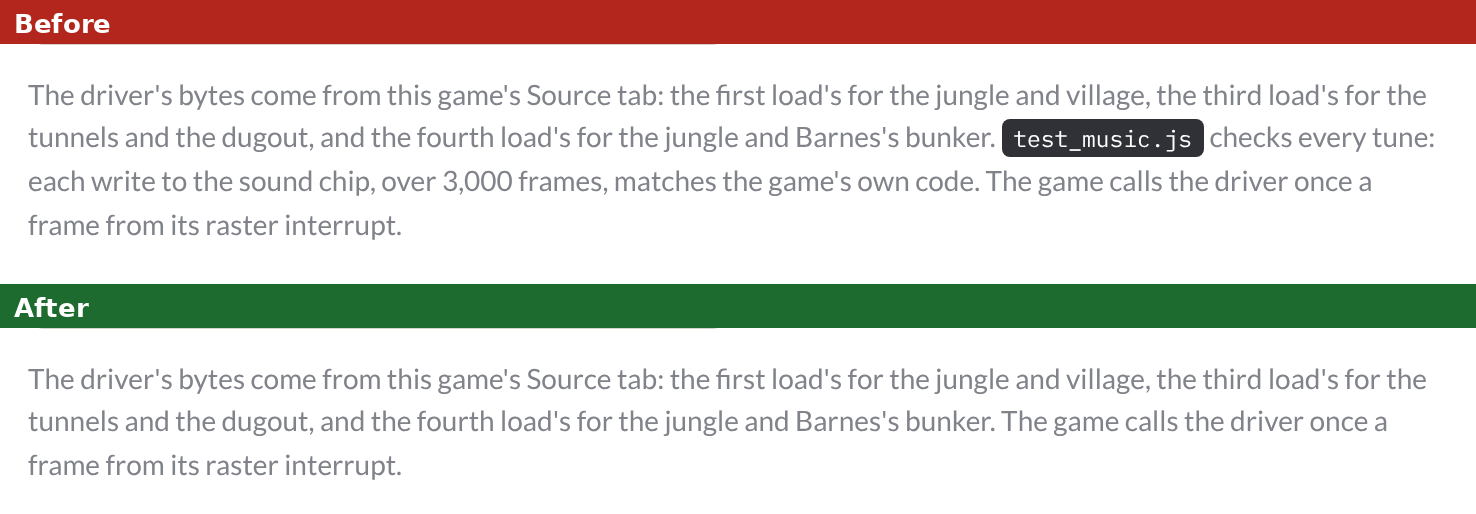 Before
The driver's bytes come from this game's Source tab: the first load's for the jungle and village, the third load's for the
tunnels and the dugout, and the fourth load's for the jungle and Barnes's bunker. test_music.js checks every tune:
each write to the sound chip, over 3,000 frames, matches the game's own code. The game calls the driver once a
frame from its raster interrupt.
After
The driver's bytes come from this game's Source tab: the first load's for the jungle and village, the third load's for the
tunnels and the dugout, and the fourth load's for the jungle and Barnes's bunker. The game calls the driver once a
frame from its raster interrupt.